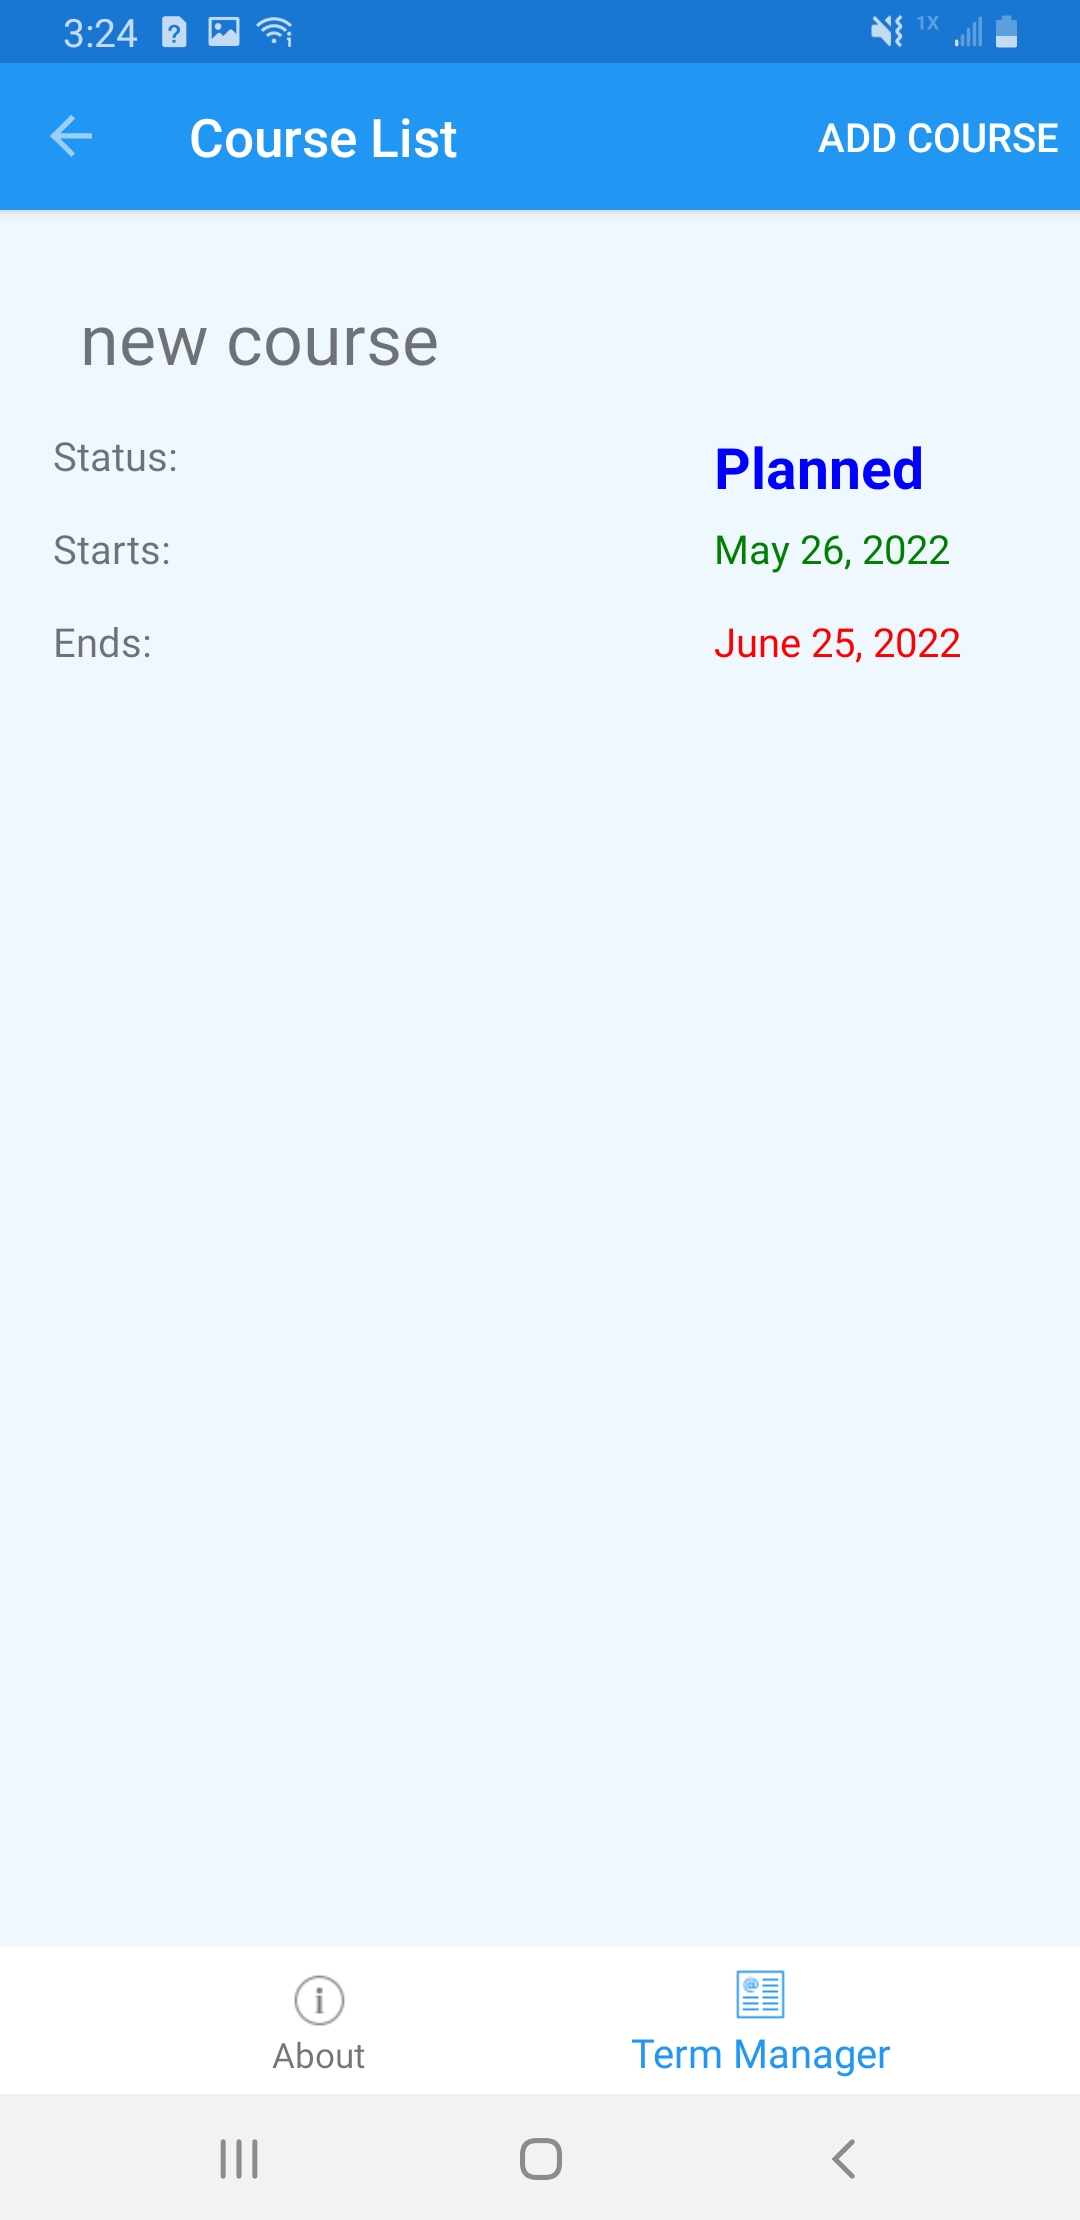 3:24 1X
Course List ADD COURSE
new course
Status: Planned
Starts: May 26, 2022
Ends: June 25, 2022
About Term Manager